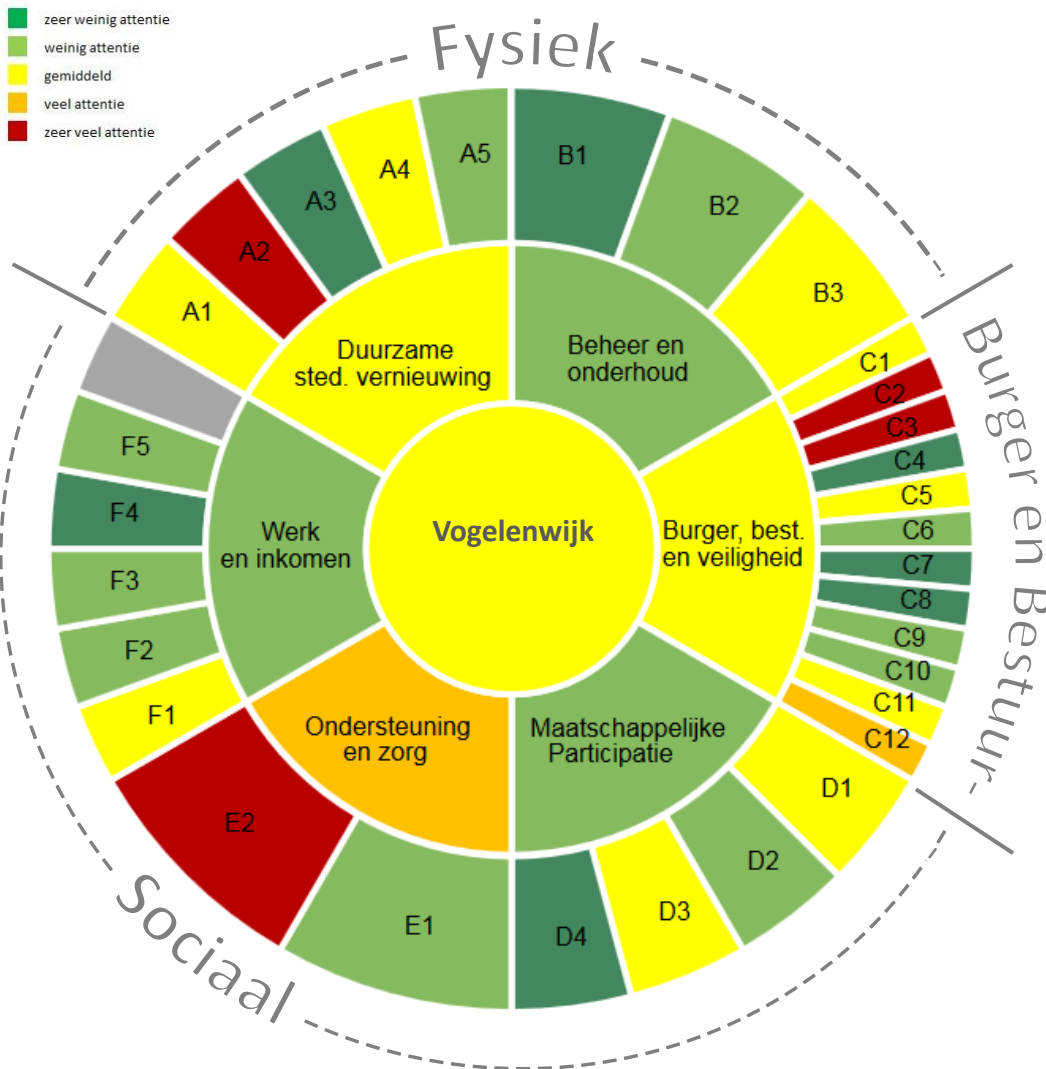 zeer weinig attentie
weinig attentie
gemiddeld
veel attentie
zeer veel attentie
Fysiek
Burger en Bestuur-
Sociaal
A1
A2
A3
A4
A5
B1
B2
B3
C1
C2
C3
C4
C5
C6
C7
C8
C9
C10
C11
C12
D1
D2
D3
D4
E1
E2
F1
F2
F3
F4
F5
Duurzame
sted. vernieuwing
Beheer en
onderhoud
Burger, best.
en veiligheid
Maatschappelijke
Participatie
Ondersteuning
en zorg
Werk
en inkomen
Vogelenwijk